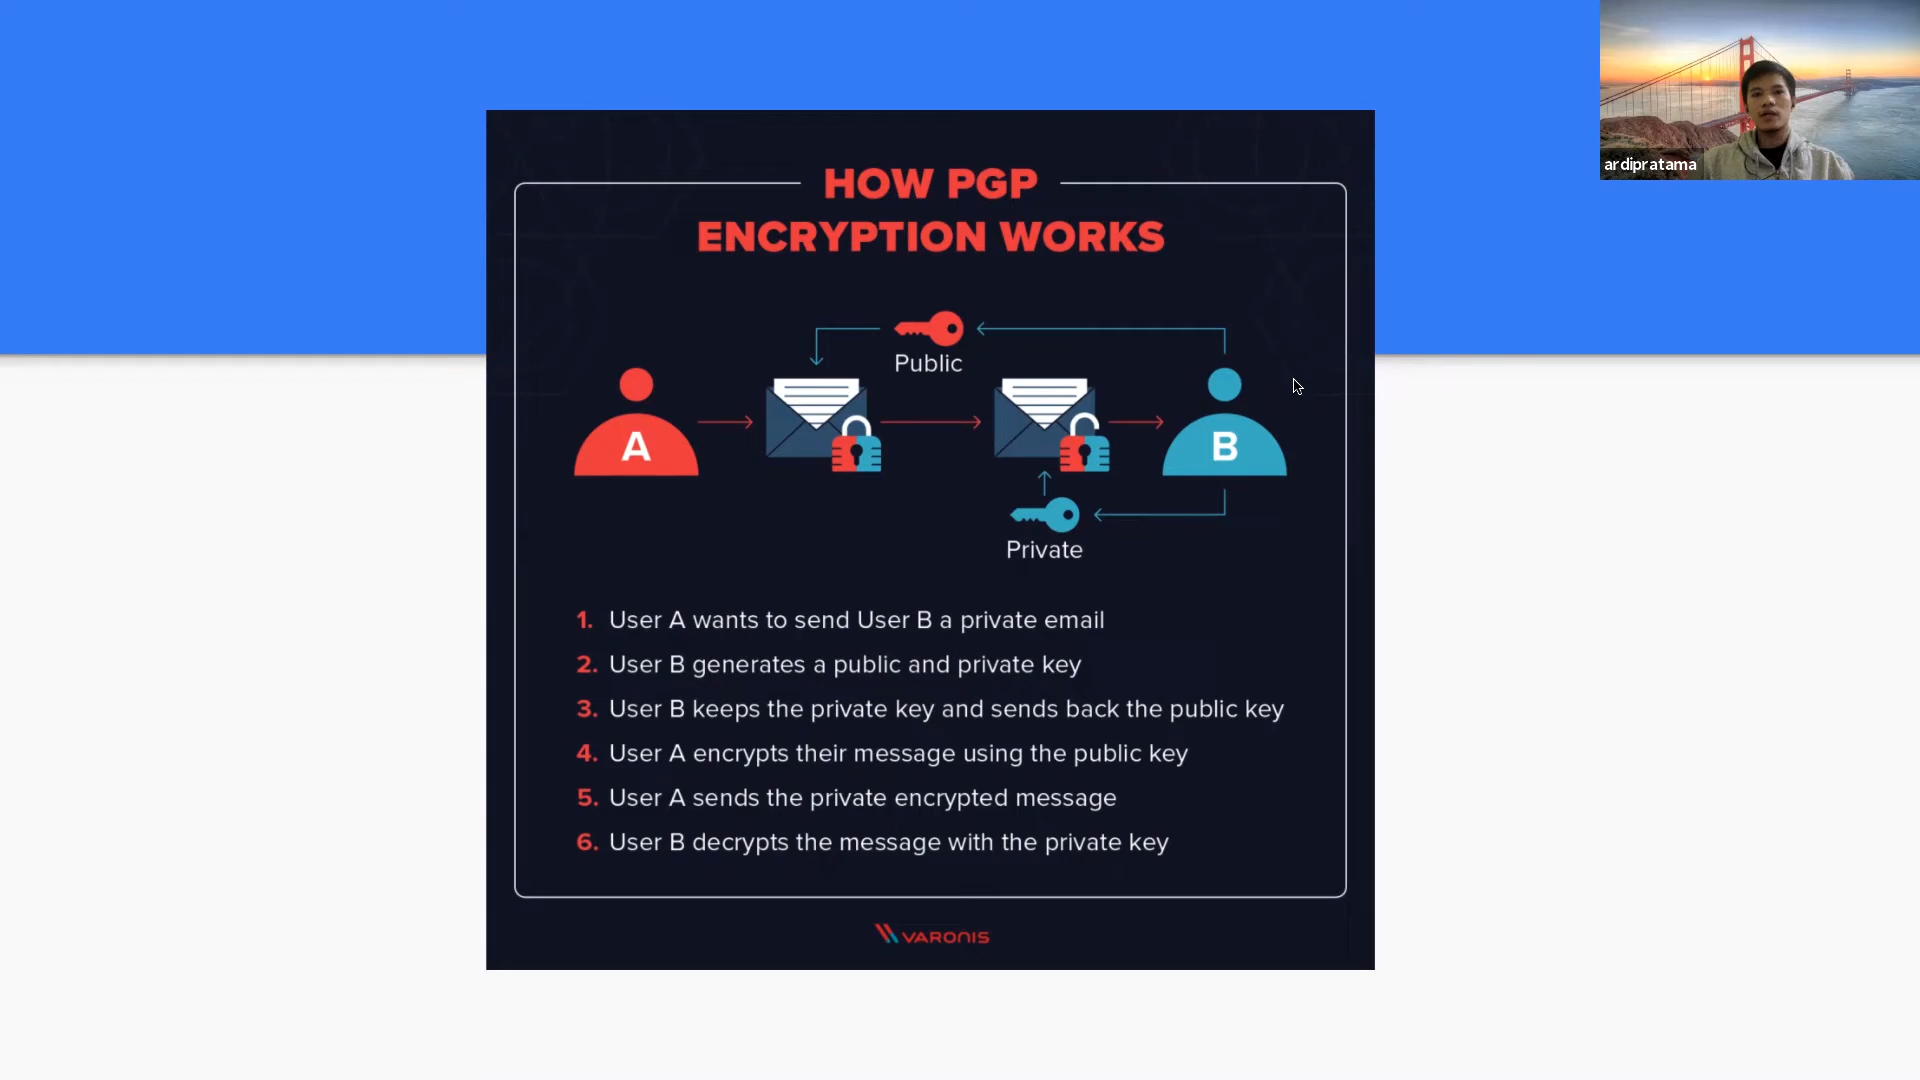 ardipratama
HOW PGP
ENCRYPTION WORKS
Public
A
B
Private
1. User A wants to send User B a private email
2. User B generates a public and private key
3. User B keeps the private key and sends back the public key
4. User A encrypts their message using the public key
5. User A sends the private encrypted message
6. User B decrypts the message with the private key
VARONIS